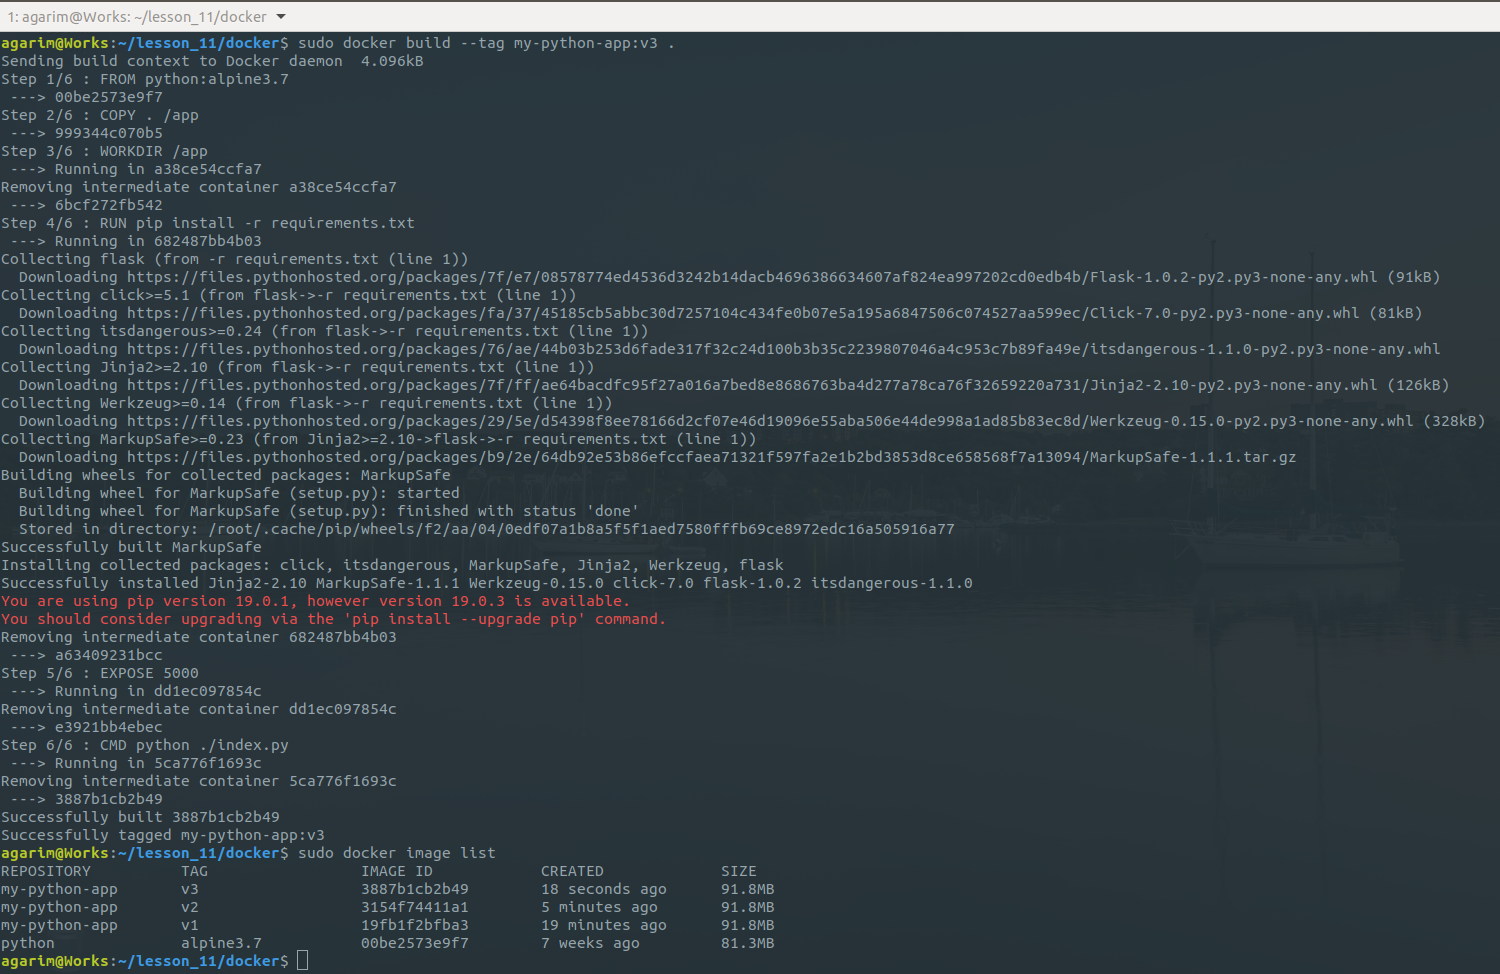 1: agarim@Works: ~/lesson_11/docker
agarim@Works:~/lesson_11/docker$ sudo docker build --tag my-python-app:v3 .
Sending build context to Docker daemon  4.096kB
Step 1/6 : FROM python:alpine3.7
 ---> 00be2573e9f7
Step 2/6 : COPY . /app
 ---> 999344c070b5
Step 3/6 : WORKDIR /app
 ---> Running in a38ce54ccfa7
Removing intermediate container a38ce54ccfa7
 ---> 6bcf272fb542
Step 4/6 : RUN pip install -r requirements.txt
 ---> Running in 682487bb4b03
Collecting flask (from -r requirements.txt (line 1))
  Downloading https://files.pythonhosted.org/packages/7f/e7/08578774ed4536d3242b14dacb4696386634607af824ea997202cd0edb4b/Flask-1.0.2-py2.py3-none-any.whl (91kB)
Collecting click>=5.1 (from flask->-r requirements.txt (line 1))
  Downloading https://files.pythonhosted.org/packages/fa/37/45185cb5abbc30d7257104c434fe0b07e5a195a6847506c074527aa599ec/Click-7.0-py2.py3-none-any.whl (81kB)
Collecting itsdangerous>=0.24 (from flask->-r requirements.txt (line 1))
  Downloading https://files.pythonhosted.org/packages/76/ae/44b03b253d6fade317f32c24d100b3b35c2239807046a4c953c7b89fa49e/itsdangerous-1.1.0-py2.py3-none-any.whl
Collecting Jinja2>=2.10 (from flask->-r requirements.txt (line 1))
  Downloading https://files.pythonhosted.org/packages/7f/ff/ae64bacdfc95f27a016a7bed8e8686763ba4d277a78ca76f32659220a731/Jinja2-2.10-py2.py3-none-any.whl (126kB)
Collecting Werkzeug>=0.14 (from flask->-r requirements.txt (line 1))
  Downloading https://files.pythonhosted.org/packages/29/5e/d54398f8ee78166d2cf07e46d19096e55aba506e44de998a1ad85b83ec8d/Werkzeug-0.15.0-py2.py3-none-any.whl (328kB)
Collecting MarkupSafe>=0.23 (from Jinja2>=2.10->flask->-r requirements.txt (line 1))
  Downloading https://files.pythonhosted.org/packages/b9/2e/64db92e53b86efccfaea71321f597fa2e1b2bd3853d8ce658568f7a13094/MarkupSafe-1.1.1.tar.gz
Building wheels for collected packages: MarkupSafe
  Building wheel for MarkupSafe (setup.py): started
  Building wheel for MarkupSafe (setup.py): finished with status 'done'
  Stored in directory: /root/.cache/pip/wheels/f2/aa/04/0edf07a1b8a5f5f1aed7580fffb69ce8972edc16a505916a77
Successfully built MarkupSafe
Installing collected packages: click, itsdangerous, MarkupSafe, Jinja2, Werkzeug, flask
Successfully installed Jinja2-2.10 MarkupSafe-1.1.1 Werkzeug-0.15.0 click-7.0 flask-1.0.2 itsdangerous-1.1.0
You are using pip version 19.0.1, however version 19.0.3 is available.
You should consider upgrading via the 'pip install --upgrade pip' command.
Removing intermediate container 682487bb4b03
 ---> a63409231bcc
Step 5/6 : EXPOSE 5000
 ---> Running in dd1ec097854c
Removing intermediate container dd1ec097854c
 ---> e3921bb4ebec
Step 6/6 : CMD python ./index.py
 ---> Running in 5ca776f1693c
Removing intermediate container 5ca776f1693c
 ---> 3887b1cb2b49
Successfully built 3887b1cb2b49
Successfully tagged my-python-app:v3
agarim@Works:~/lesson_11/docker$ sudo docker image list
REPOSITORY          TAG                 IMAGE ID            CREATED             SIZE
my-python-app       v3                  3887b1cb2b49        18 seconds ago      91.8MB
my-python-app       v2                  3154f74411a1        5 minutes ago       91.8MB
my-python-app       v1                  19fb1f2bfba3        19 minutes ago      91.8MB
python              alpine3.7           00be2573e9f7        7 weeks ago         81.3MB
agarim@Works:~/lesson_11/docker$